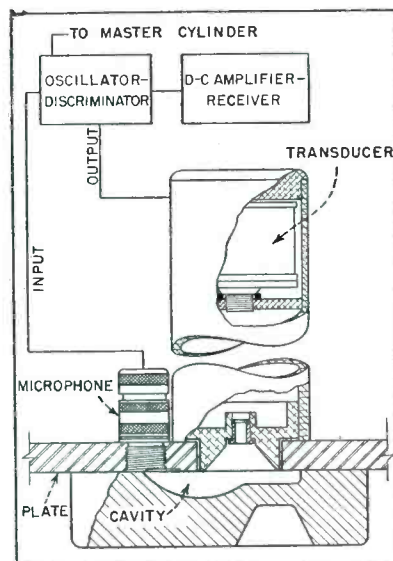 TO MASTER CYLINDER
OSCILLATOR-
DISCRIMINATOR
D-C AMPLIFIER-
RECEIVER
OUTPUT
TRANSDUCER
INPUT
MICROPHONE
PLATE
CAVITY